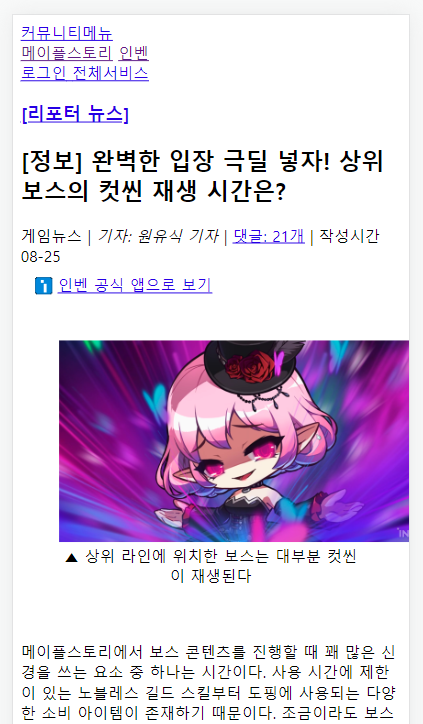 커뮤니티메뉴
메이플스토리 인벤
로그인 전체서비스
[리포터 뉴스]
[정보] 완벽한 입장 극딜 넣자! 상위
보스의 컷씬 재생 시간은?
게임뉴스 | 기자: 원유식 기자 | 댓글: 21개 | 작성시간
08-25
인벤 공식 앱으로 보기
IN
▲ 상위 라인에 위치한 보스는 대부분 컷씬
이 재생된다
메이플스토리에서 보스 콘텐츠를 진행할 때 꽤 많은 신
경을 쓰는 요소 중 하나는 시간이다. 사용 시간에 제한
이 있는 노블레스 길드 스킬부터 도핑에 사용되는 다양
한 소비 아이템이 존재하기 때문이다. 조금이라도 보스